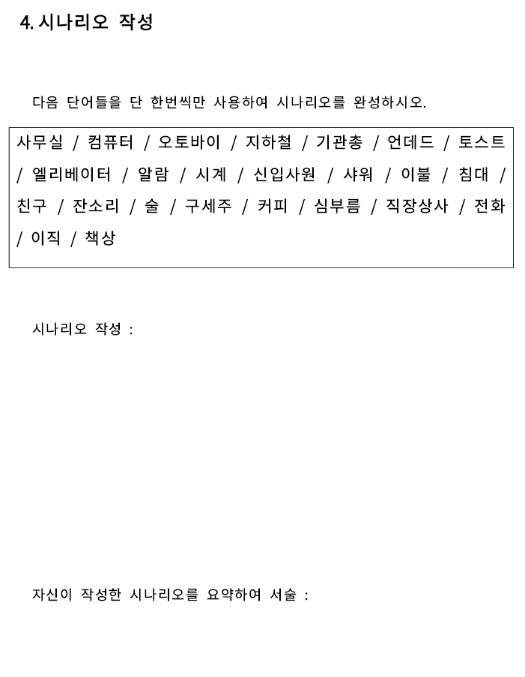 4. 시나리오 작성
다음 단어들을 단 한번씩만 사용하여 시나리오를 완성하시오.
사무실 / 컴퓨터 / 오토바이 / 지하철 / 기관총 / 언데드 / 토스트
/ 엘리베이터 / 알람 / 시계 / 신입사원 / 샤워 / 이불 / 침대 /
친구 / 잔소리 / 술 / 구세주 / 커피 / 심부름 / 직장상사 / 전화
/ 이직 / 책상
시나리오 작성 :
자신이 작성한 시나리오를 요약하여 서술 :